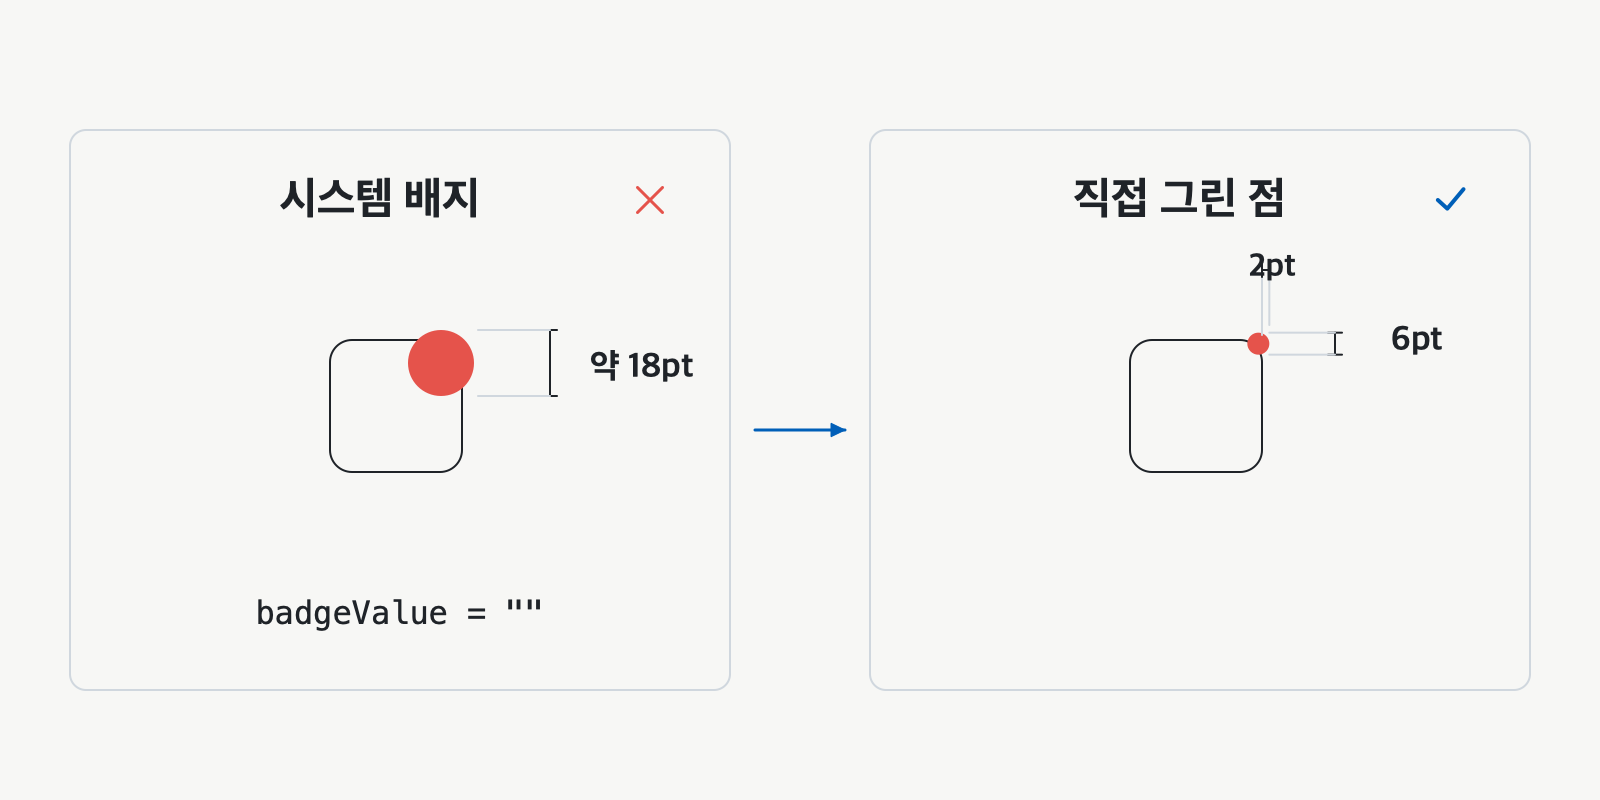 시스템 배지
약 18pt
badgeValue = ""
직접 그린 점
2pt
6pt